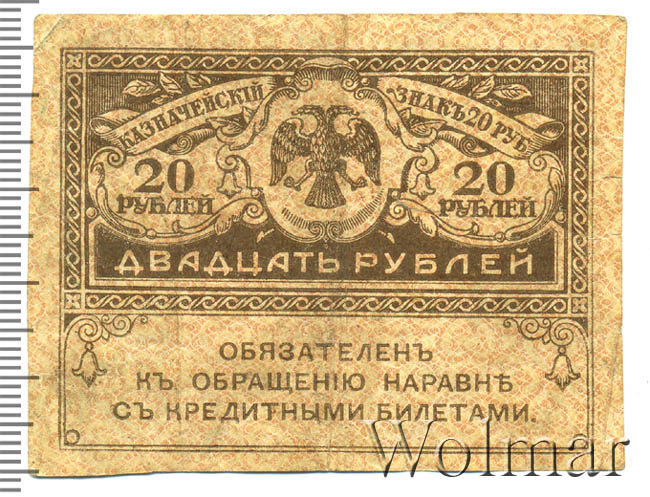 КАЗНАЧЕЙСКІЙ ЗНАКЪ 20 РУБ.
20 20
РУБЛЕЙ РУБЛЕЙ
ДВАДЦАТЬ РУБЛЕЙ
ОБЯЗАТЕЛЕНЪ
КЪ ОБРАЩЕНІЮ НАРАВНѢ
СЪ КРЕДИТНЫМИ БИЛЕТАМИ.
Wolmar